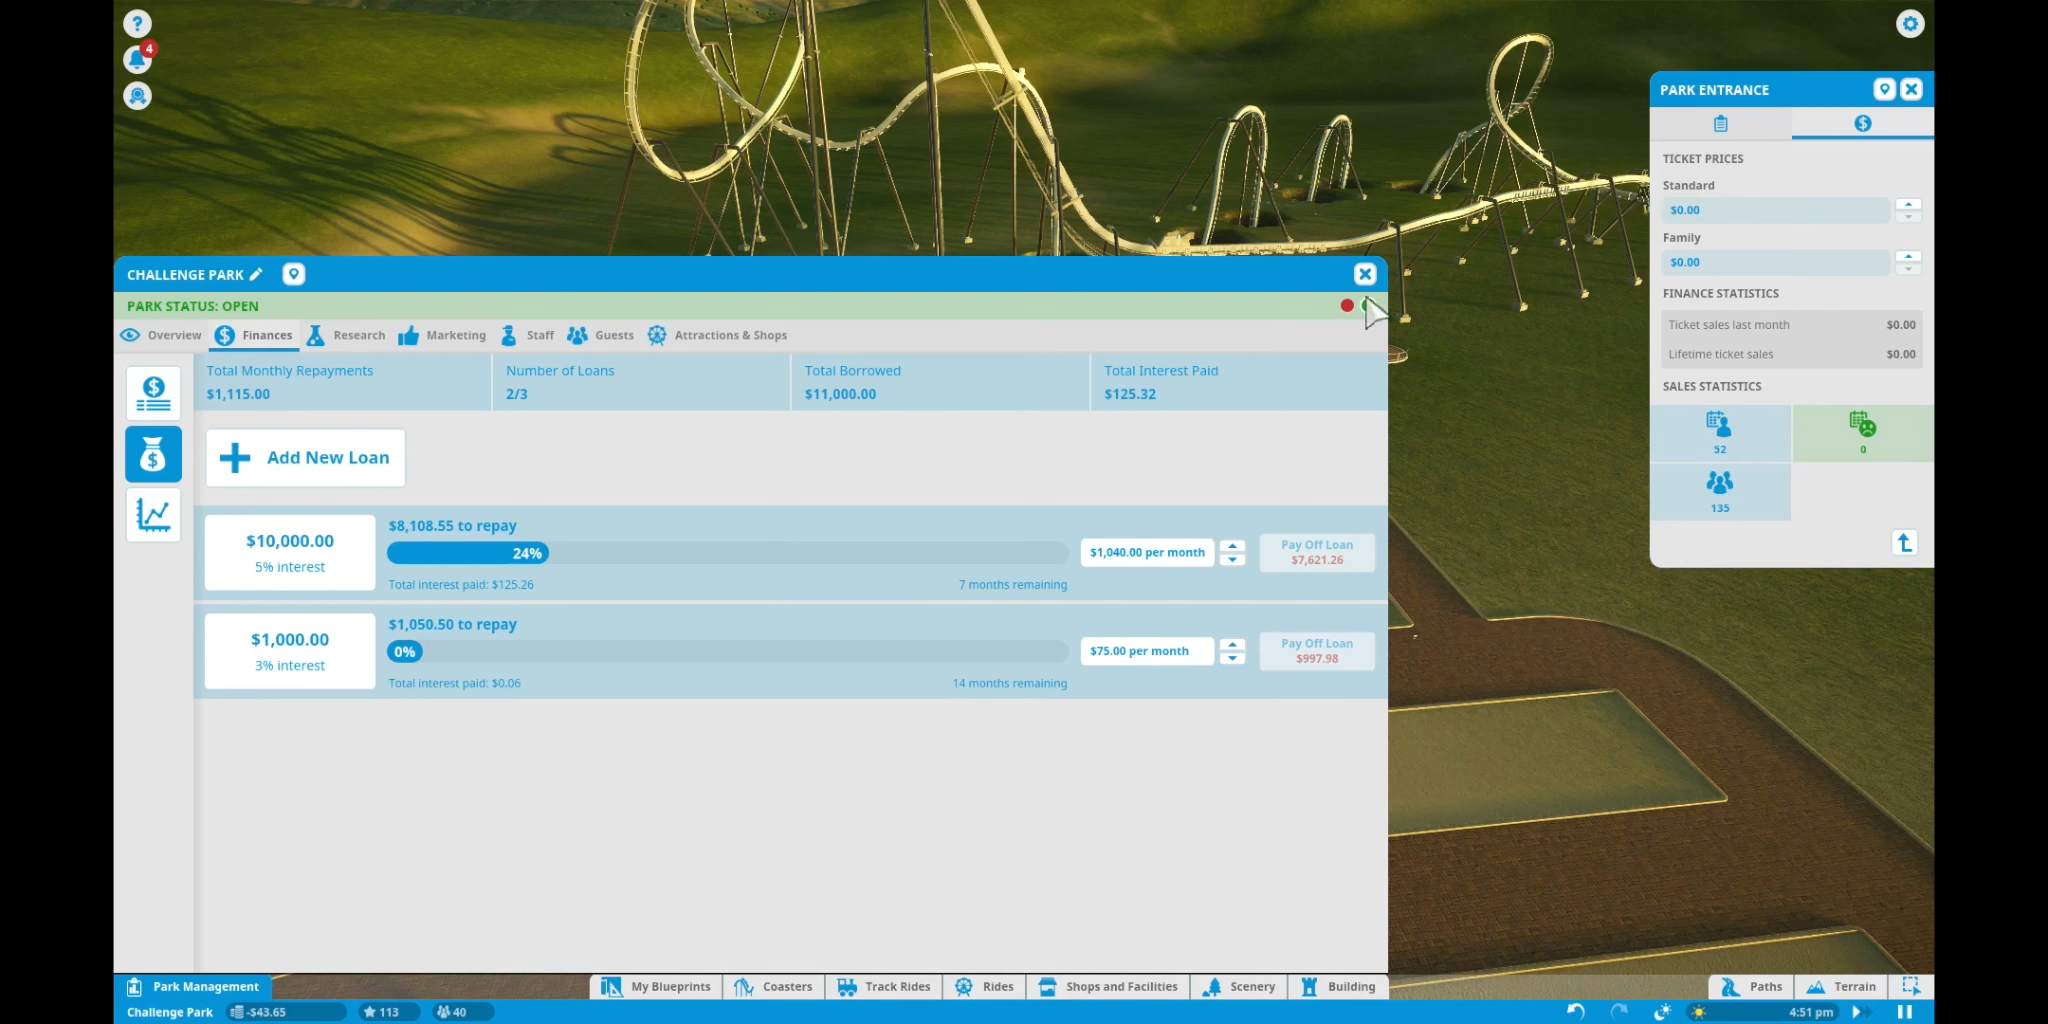 ?
4
PARK ENTRANCE
TICKET PRICES
Standard
$0.00
Family
$0.00
FINANCE STATISTICS
Ticket sales last month $0.00
Lifetime ticket sales $0.00
SALES STATISTICS
52
0
135
CHALLENGE PARK
PARK STATUS: OPEN
Overview Finances Research Marketing Staff Guests Attractions & Shops
Total Monthly Repayments Number of Loans Total Borrowed Total Interest Paid
$1,115.00 2/3 $11,000.00 $125.32
Add New Loan
$10,000.00
5% interest
$8,108.55 to repay
24%
Total interest paid: $125.26 7 months remaining
$1,040.00 per month
Pay Off Loan
$7,621.26
$1,000.00
3% interest
$1,050.50 to repay
0%
Total interest paid: $0.06 14 months remaining
$75.00 per month
Pay Off Loan
$997.98
Park Management My Blueprints Coasters Track Rides Rides Shops and Facilities Scenery Building Paths Terrain
Challenge Park -$43.65 113 40 4:51 pm